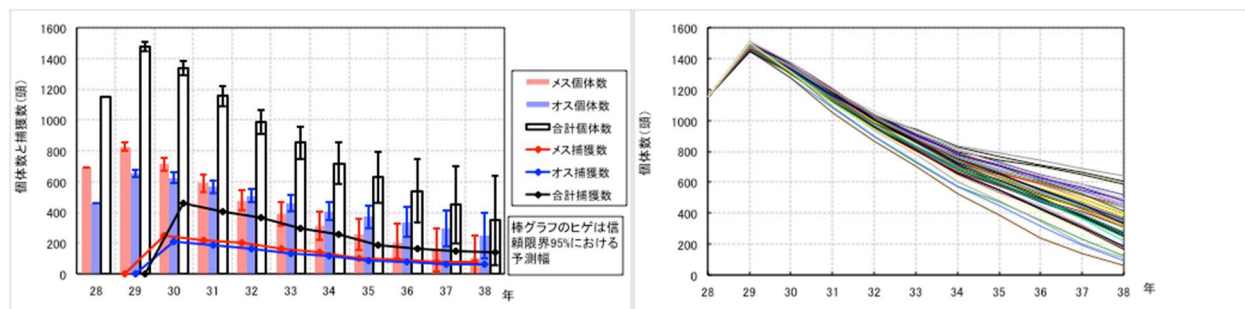 個体数と捕獲数(頭)
1600
1400
1200
1000
800
600
400
200
0
28 29 30 31 32 33 34 35 36 37 38 年
メス個体数
オス個体数
合計個体数
メス捕獲数
オス捕獲数
合計捕獲数
棒グラフのヒゲは信
頼限界95%における
予測幅
個体数(頭)
1600
1400
1200
1000
800
600
400
200
0
28 29 30 31 32 33 34 35 36 37 38 年